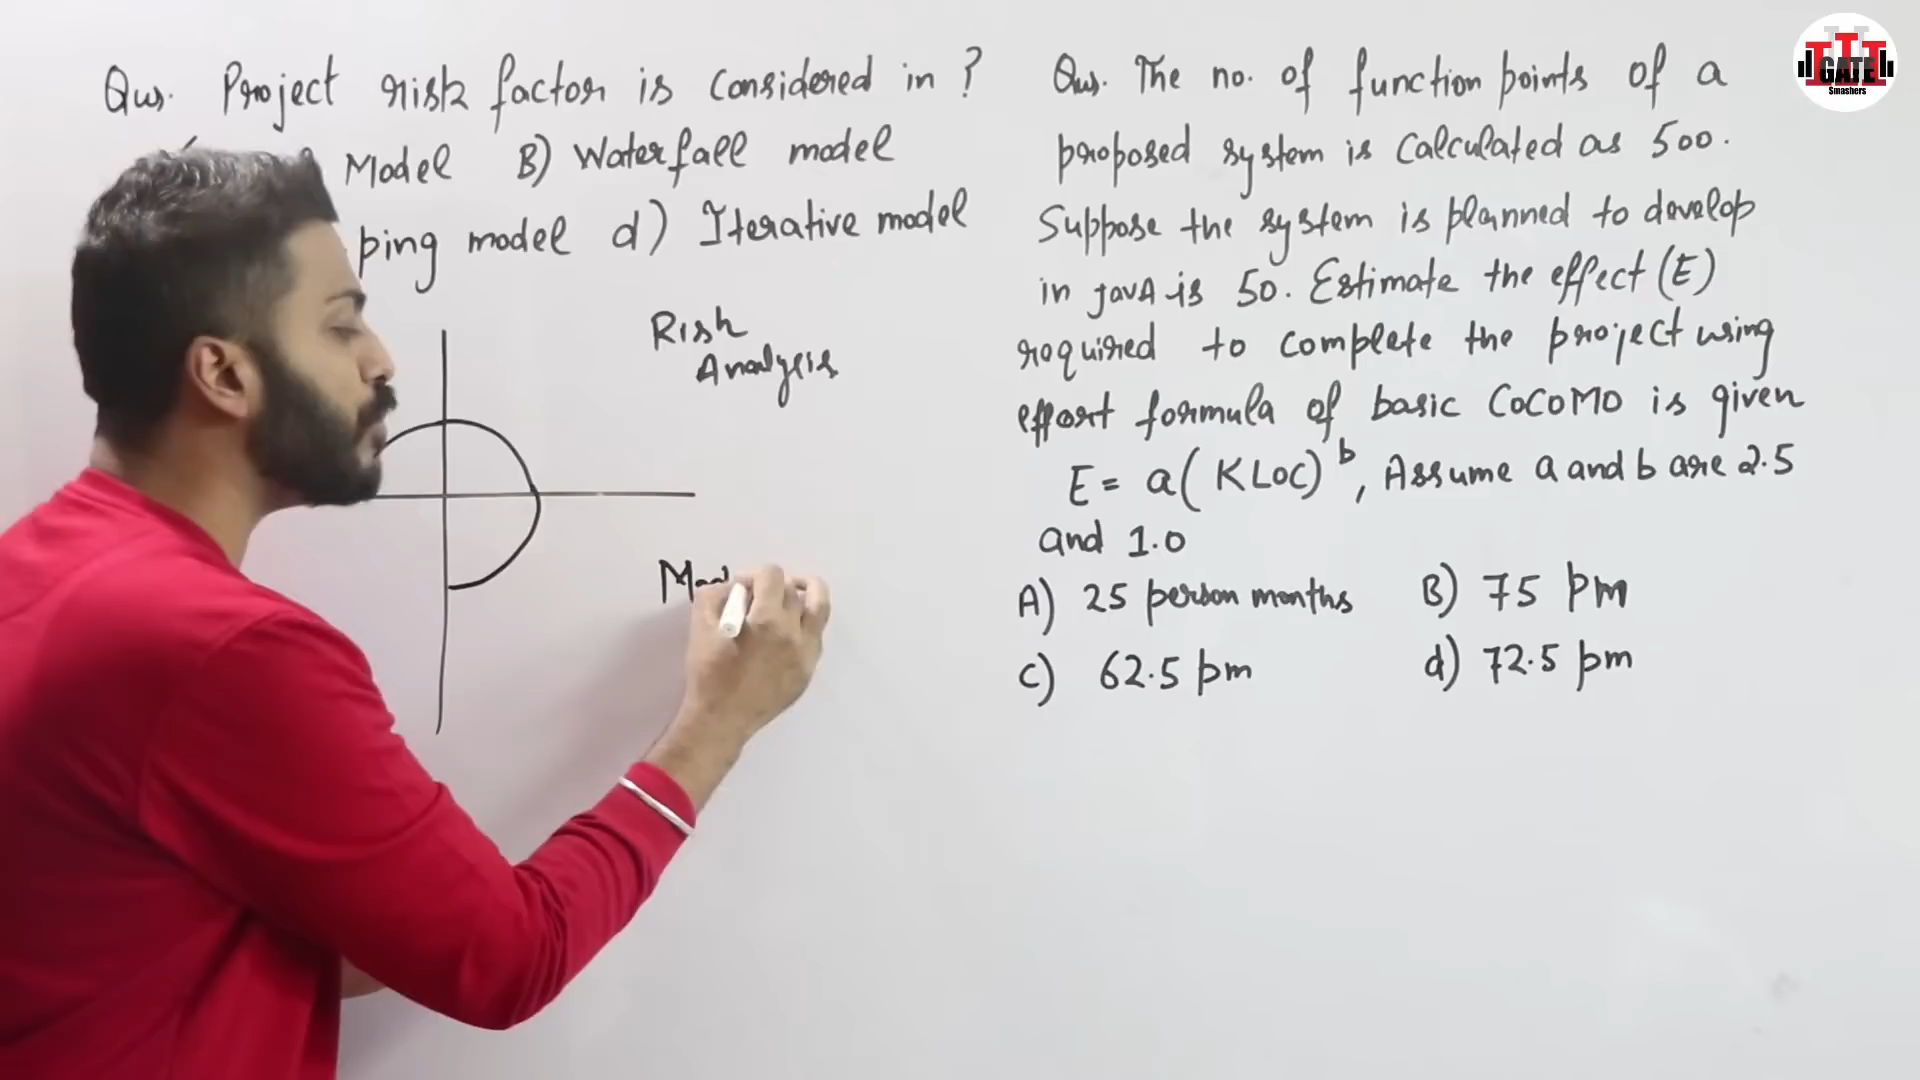 Qus. Project risk factor is considered in ?
Model B) Waterfall model
ping model d) Iterative model
Risk
Analysis
Qus. The no. of function points of a
proposed system is calculated as 500.
Suppose the system is planned to develop
in javA is 50. Estimate the effect (E)
required to complete the project using
effort formula of basic CoCoMO is given
E = a(KLoc)^b, Assume a and b are 2.5
and 1.0
A) 25 person months B) 75 pm
C) 62.5 pm d) 72.5 pm
GATE
Smashers